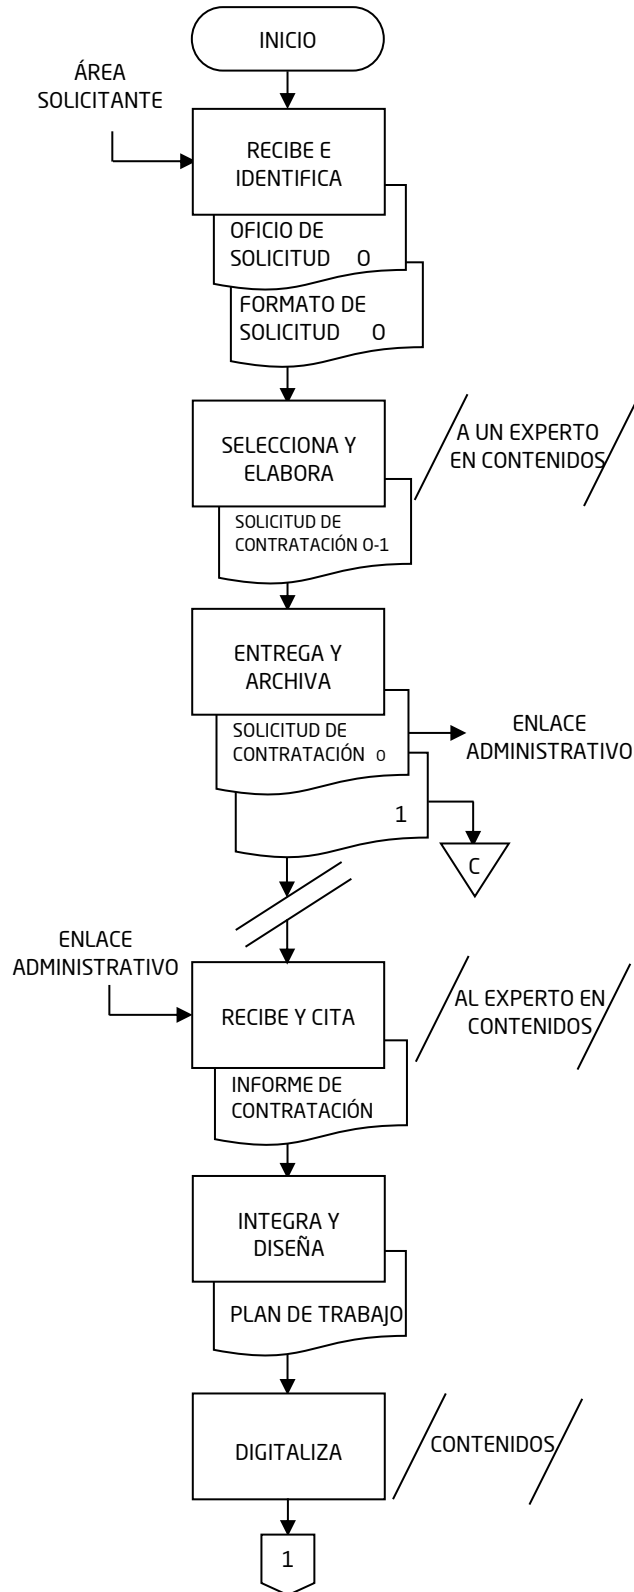 INICIO
ÁREA
SOLICITANTE
RECIBE E
IDENTIFICA
OFICIO DE
SOLICITUD O
FORMATO DE
SOLICITUD O
SELECCIONA Y
ELABORA
A UN EXPERTO
EN CONTENIDOS
SOLICITUD DE
CONTRATACIÓN O-1
ENTREGA Y
ARCHIVA
SOLICITUD DE
CONTRATACIÓN O
ENLACE
ADMINISTRATIVO
1
C
ENLACE
ADMINISTRATIVO
RECIBE Y CITA
AL EXPERTO EN
CONTENIDOS
INFORME DE
CONTRATACIÓN
INTEGRA Y
DISEÑA
PLAN DE TRABAJO
DIGITALIZA
CONTENIDOS
1